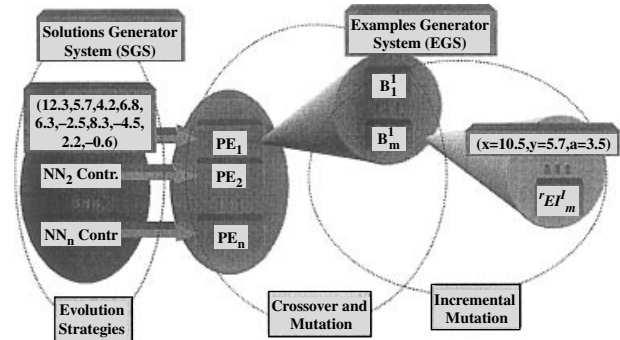 Solutions Generator
System (SGS)
Examples Generator
System (EGS)
(12.3,5.7,4.2,6.8,
6.3,–2.5,8.3,–4.5,
2.2,–0.6)
NN2 Contr.
NNn Contr
PE1
PE2
PEn
B11
B1m
(x=10.5,y=5.7,a=3.5)
rEIIm
Evolution
Strategies
Crossover and
Mutation
Incremental
Mutation